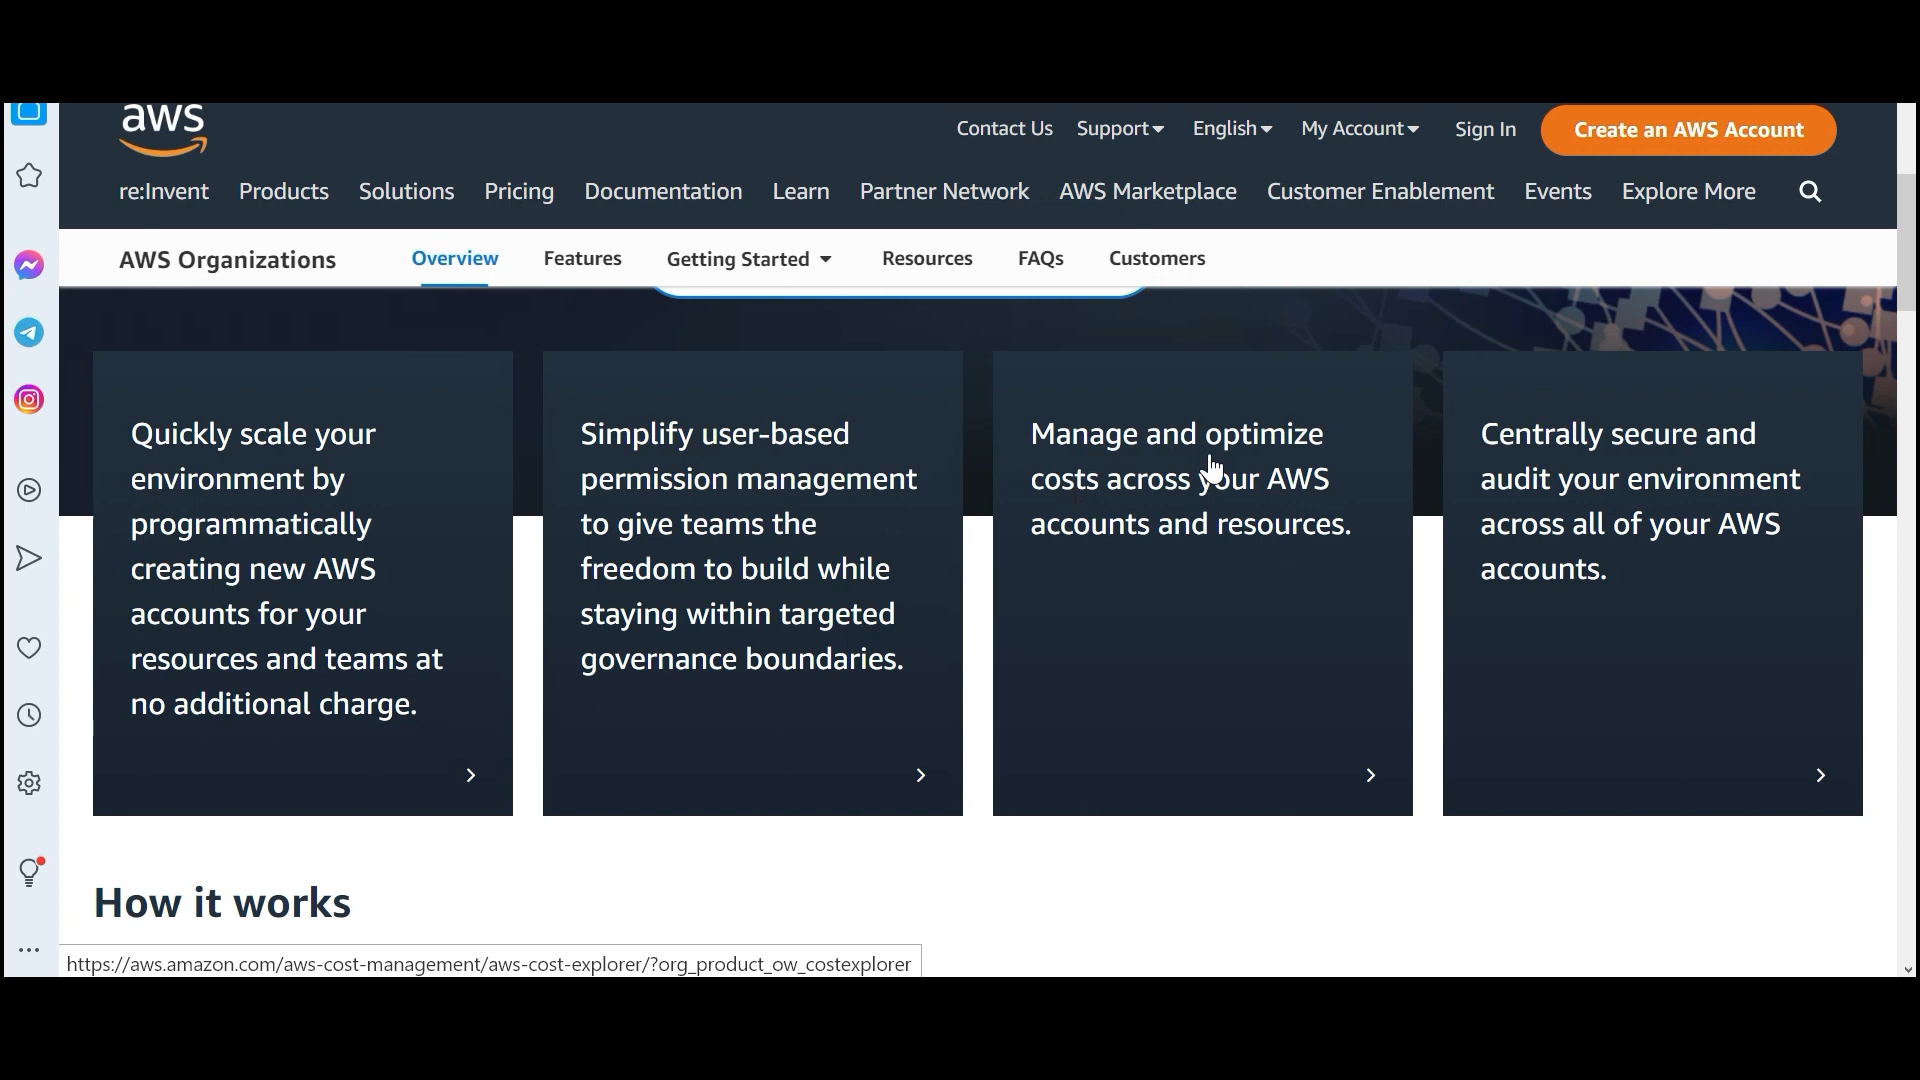 aws
Contact Us Support English My Account Sign In Create an AWS Account
re:Invent Products Solutions Pricing Documentation Learn Partner Network AWS Marketplace Customer Enablement Events Explore More
AWS Organizations Overview Features Getting Started Resources FAQs Customers
Quickly scale your
environment by
programmatically
creating new AWS
accounts for your
resources and teams at
no additional charge.
Simplify user-based
permission management
to give teams the
freedom to build while
staying within targeted
governance boundaries.
Manage and optimize
costs across your AWS
accounts and resources.
Centrally secure and
audit your environment
across all of your AWS
accounts.
How it works
https://aws.amazon.com/aws-cost-management/aws-cost-explorer/?org_product_ow_costexplorer